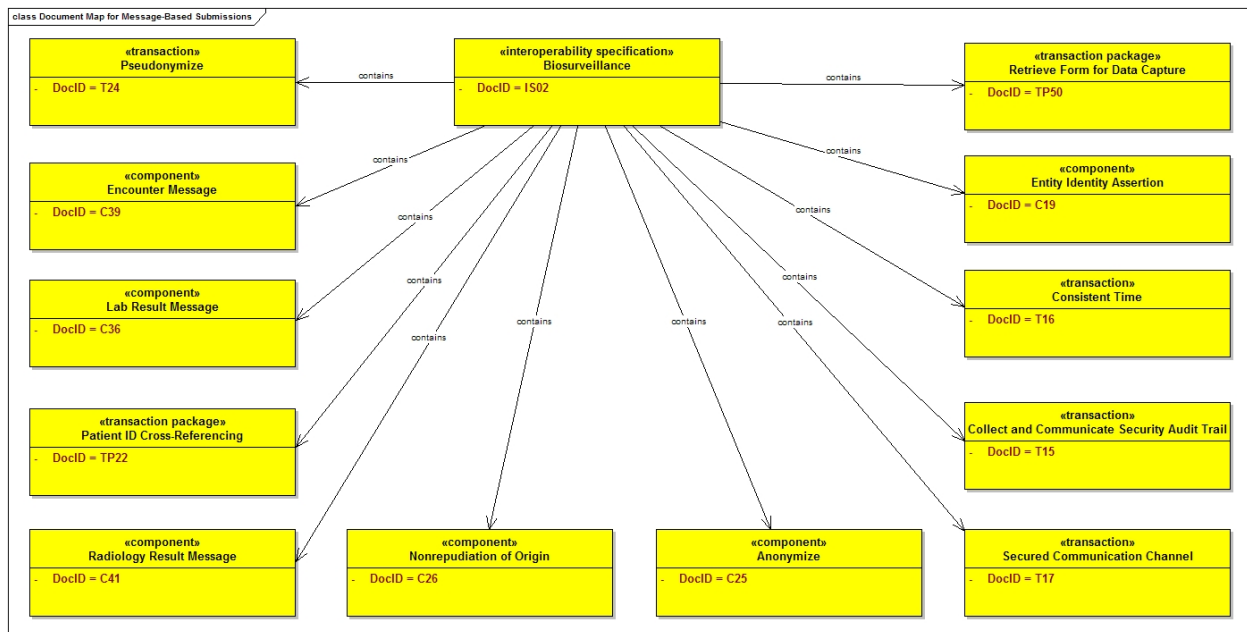 class Document Map for Message-Based Submissions
«transaction»
Pseudonymize
- DocID = T24
«interoperability specification»
Biosurveillance
- DocID = IS02
«transaction package»
Retrieve Form for Data Capture
- DocID = TP50
contains
contains
«component»
Encounter Message
- DocID = C39
contains
contains
«component»
Entity Identity Assertion
- DocID = C19
«component»
Lab Result Message
- DocID = C36
contains
contains
«transaction»
Consistent Time
- DocID = T16
contains
contains
«transaction package»
Patient ID Cross-Referencing
- DocID = TP22
contains
contains
contains
contains
«transaction»
Collect and Communicate Security Audit Trail
- DocID = T15
«component»
Radiology Result Message
- DocID = C41
«component»
Nonrepudiation of Origin
- DocID = C26
«component»
Anonymize
- DocID = C25
«transaction»
Secured Communication Channel
- DocID = T17